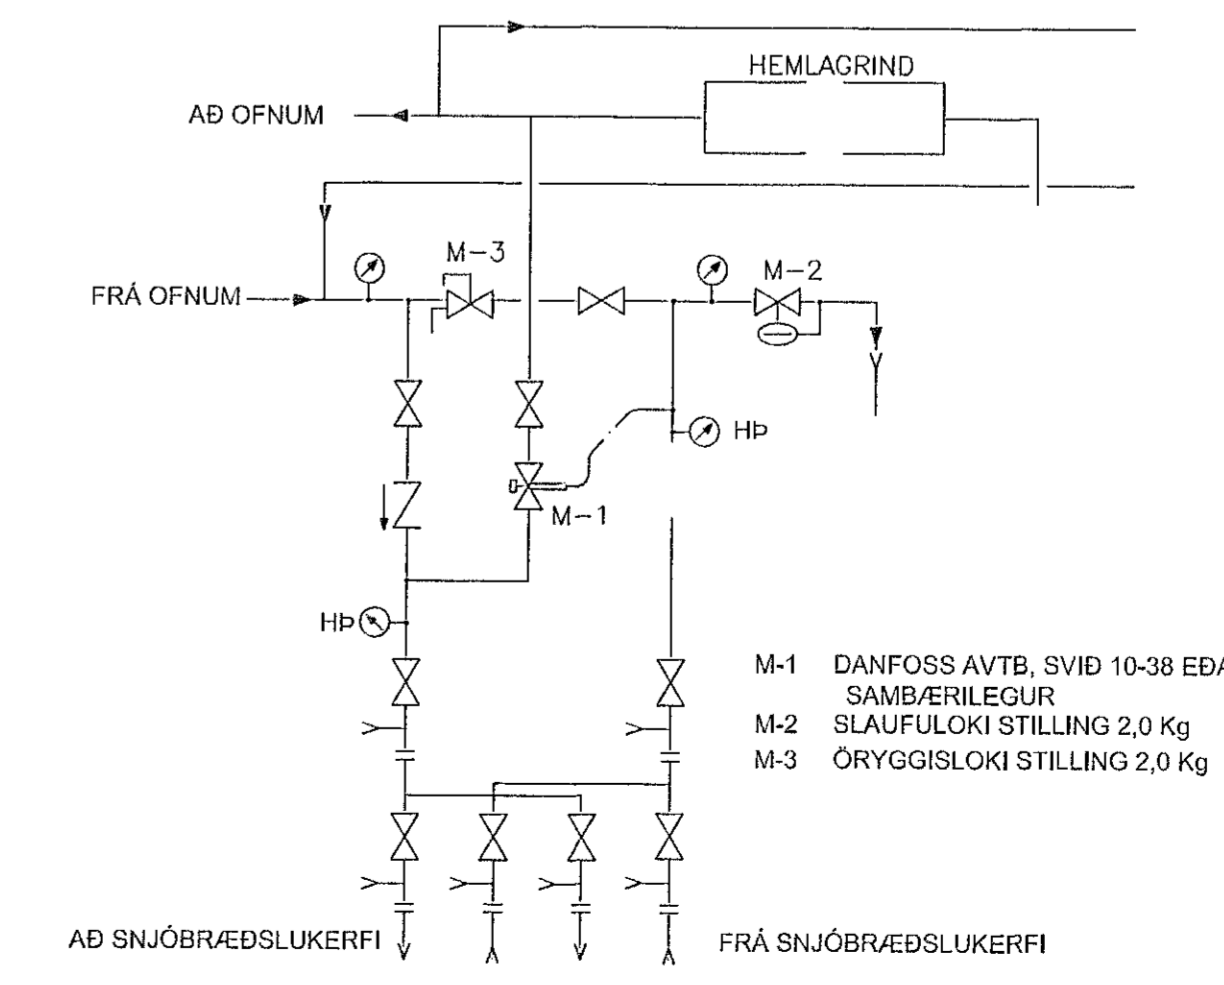 HEMLAGRIND
AÐ OFNUM
M-3
M-2
FRÁ OFNUM
HÞ
M-1
HÞ
M-1 DANFOSS AVTB, SVIÐ 10-38 EÐA
SAMBÆRILEGUR
M-2 SLAUFULOKI STILLING 2,0 Kg
M-3 ÖRYGGISLOKI STILLING 2,0 Kg
AÐ SNJÓBRÆÐSLUKERFI
FRÁ SNJÓBRÆÐSLUKERFI